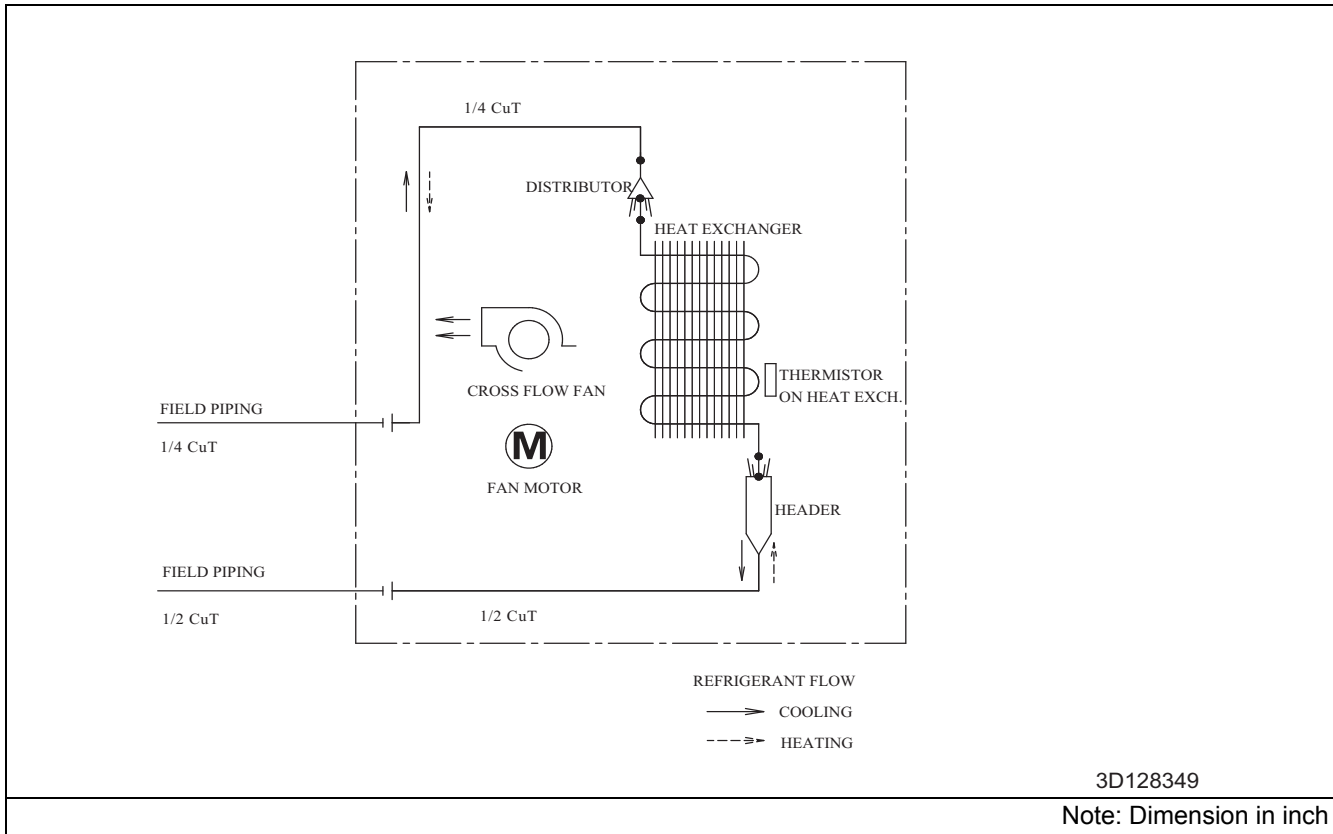 1/4 CuT
DISTRIBUTOR
HEAT EXCHANGER
THERMISTOR
ON HEAT EXCH.
CROSS FLOW FAN
FIELD PIPING
1/4 CuT
M
FAN MOTOR
HEADER
FIELD PIPING
1/2 CuT
1/2 CuT
REFRIGERANT FLOW
COOLING
HEATING
3D128349
Note: Dimension in inch